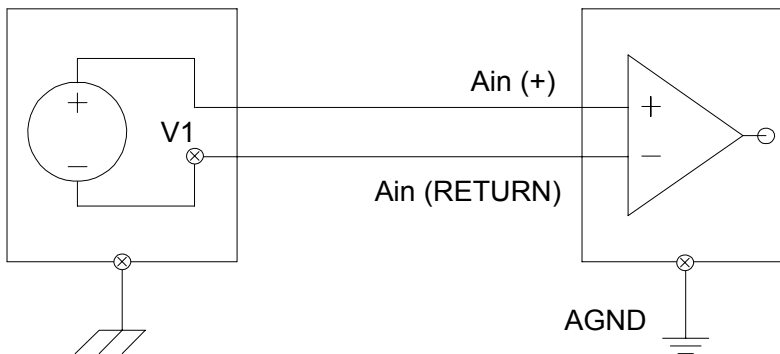 Ain (+)
+
+
V1
Ain (RETURN)
AGND